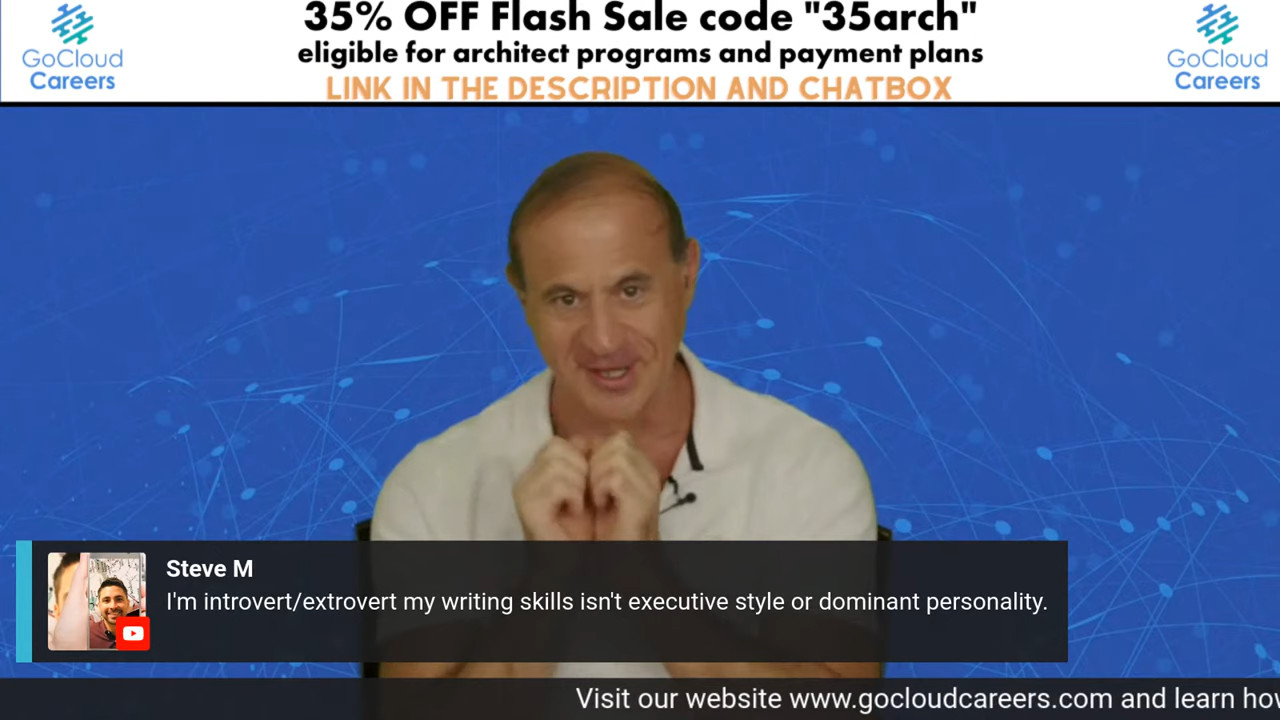 35% OFF Flash Sale code "35arch"
eligible for architect programs and payment plans
LINK IN THE DESCRIPTION AND CHATBOX
GoCloud
Careers
GoCloud
Careers
Steve M
I'm introvert/extrovert my writing skills isn't executive style or dominant personality.
Visit our website www.gocloudcareers.com and learn how